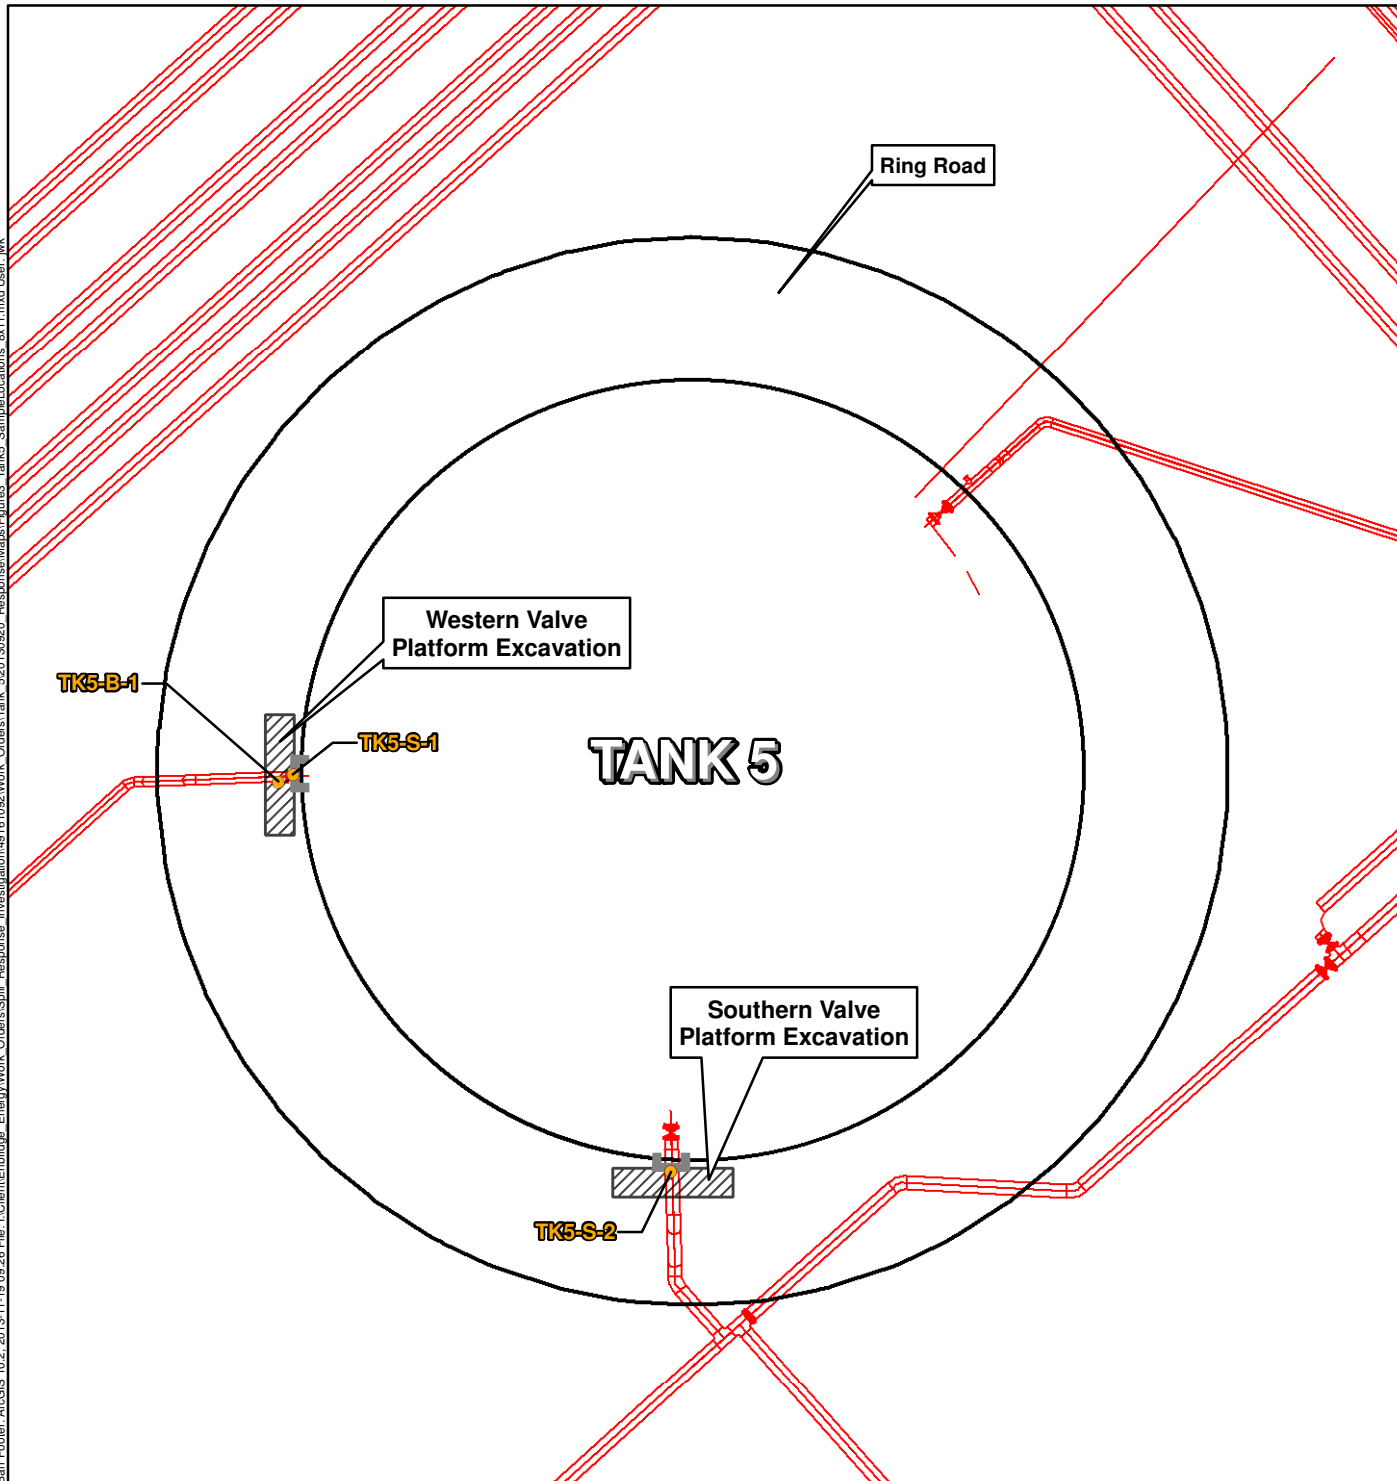 Ring Road
Western Valve
Platform Excavation
TK5-B-1
TK5-S-1
TANK 5
Southern Valve
Platform Excavation
TK5-S-2